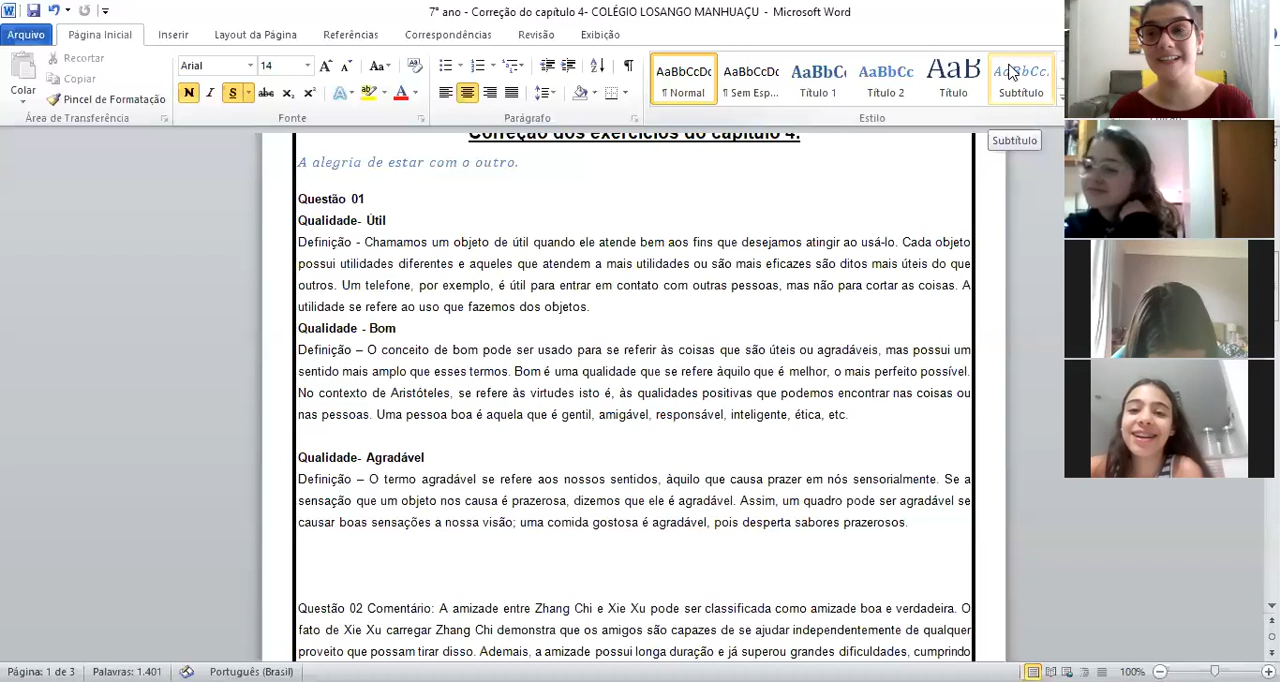 7º ano - Correção do capítulo 4- COLÉGIO LOSANGO MANHUAÇU - Microsoft Word
Arquivo Página Inicial Inserir Layout da Página Referências Correspondências Revisão Exibição
Recortar
Copiar
Pincel de Formatação
Colar
Área de Transferência
Arial 14
N I S abc
Fonte
Parágrafo
AaBbCcDc AaBbCcDc AaBbC AaBbCc AaB AaBbCc.
¶ Normal ¶ Sem Esp... Título 1 Título 2 Título Subtítulo
Estilo
Subtítulo
Correção dos exercícios do capítulo 4.
A alegria de estar com o outro.
Questão 01
Qualidade- Útil
Definição - Chamamos um objeto de útil quando ele atende bem aos fins que desejamos atingir ao usá-lo. Cada objeto
possui utilidades diferentes e aqueles que atendem a mais utilidades ou são mais eficazes são ditos mais úteis do que
outros. Um telefone, por exemplo, é útil para entrar em contato com outras pessoas, mas não para cortar as coisas. A
utilidade se refere ao uso que fazemos dos objetos.
Qualidade - Bom
Definição – O conceito de bom pode ser usado para se referir às coisas que são úteis ou agradáveis, mas possui um
sentido mais amplo que esses termos. Bom é uma qualidade que se refere àquilo que é melhor, o mais perfeito possível.
No contexto de Aristóteles, se refere às virtudes isto é, às qualidades positivas que podemos encontrar nas coisas ou
nas pessoas. Uma pessoa boa é aquela que é gentil, amigável, responsável, inteligente, ética, etc.
Qualidade- Agradável
Definição – O termo agradável se refere aos nossos sentidos, àquilo que causa prazer em nós sensorialmente. Se a
sensação que um objeto nos causa é prazerosa, dizemos que ele é agradável. Assim, um quadro pode ser agradável se
causar boas sensações a nossa visão; uma comida gostosa é agradável, pois desperta sabores prazerosos.
Questão 02 Comentário: A amizade entre Zhang Chi e Xie Xu pode ser classificada como amizade boa e verdadeira. O
fato de Xie Xu carregar Zhang Chi demonstra que os amigos são capazes de se ajudar independentemente de qualquer
proveito que possam tirar disso. Ademais, a amizade possui longa duração e já superou grandes dificuldades, cumprindo
Página: 1 de 3 Palavras: 1.401 Português (Brasil) 100%